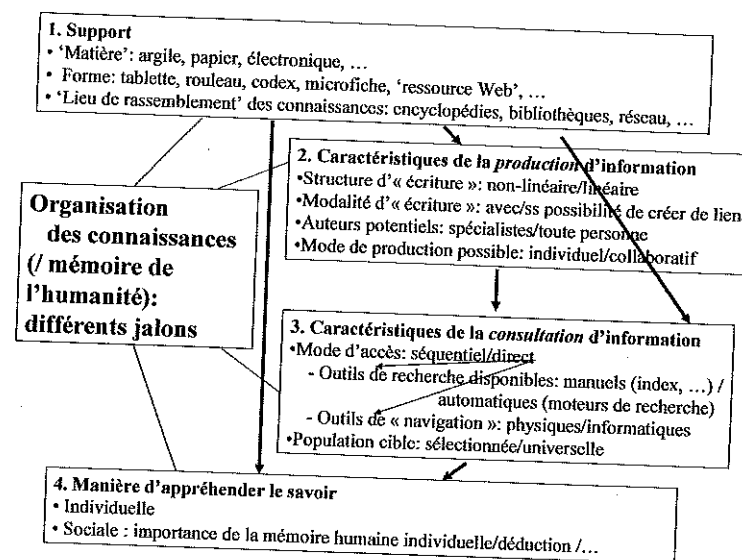 1. Support
• 'Matière': argile, papier, électronique, …
• Forme: tablette, rouleau, codex, microfiche, 'ressource Web', …
• 'Lieu de rassemblement' des connaissances: encyclopédies, bibliothèques, réseau, …
2. Caractéristiques de la production d'information
•Structure d'« écriture »: non-linéaire/linéaire
•Modalité d'« écriture »: avec/ss possibilité de créer de lien
•Auteurs potentiels: spécialistes/toute personne
•Mode de production possible: individuel/collaboratif
Organisation
des connaissances
(/ mémoire de
l'humanité):
différents jalons
3. Caractéristiques de la consultation d'information
•Mode d'accès: séquentiel/direct
- Outils de recherche disponibles: manuels (index, …) /
automatiques (moteurs de recherche)
- Outils de « navigation »: physiques/informatiques
•Population cible: sélectionnée/universelle
4. Manière d'appréhender le savoir
• Individuelle
• Sociale : importance de la mémoire humaine individuelle/déduction /…